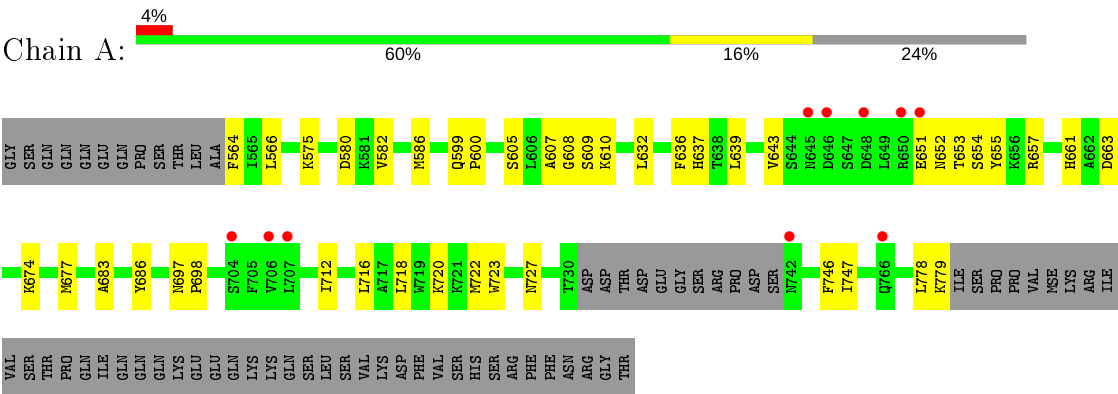 4%
Chain A:
60% 16% 24%
GLY SER GLN GLN GLN GLU GLN PRO SER THR LEU ALA F564 I565 L566 K575 D580 K581 V582 M586 Q599 P600 S605 L606 A607 G608 S609 K610 L632 F636 H637 T638 L639 V643 S644 N645 D646 S647 D648 L649 R650 E651 N652 T653 S654 Y655 K656 R657 H661 A662 D663
K674 M677 A683 Y686 N697 P698 S704 F705 V706 L707 I712 L716 A717 L718 W719 K720 K721 M722 W723 N727 T730 ASP ASP THR ASP GLU GLY SER ARG PRO ASP SER N742 F746 I747 Q766 L778 K779 ILE SER PRO PRO VAL MSE LYS ARG ILE
VAL SER THR PRO GLN ILE GLN GLN GLN LYS GLU GLU GLN LYS LYS GLN SER LEU SER VAL LYS ASP PHE VAL SER HIS SER ARG PHE PHE ASN ARG GLY THR